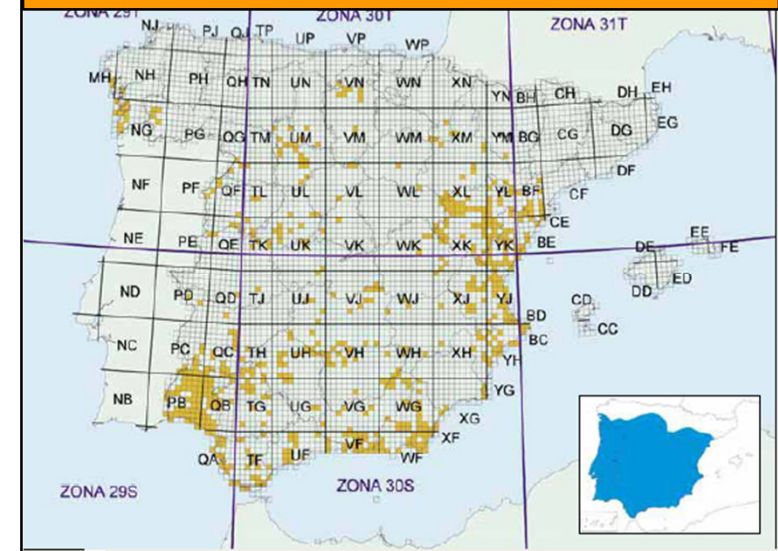 ZONA 29T
ZONA 30T
ZONA 31T
NJ PJ QJ TP UP VP WP
MH NH PH QH TN UN VN WN XN YN BH CH DH EH
NG PG QG TM UM VM WM XM YM BG CG DG EG
DF
NF PF QF TL UL VL WL XL YL BF CF
CE
NE PE QE TK UK VK WK XK YK BE DE EE FE
ND PD QD TJ UJ VJ WJ XJ YJ BD CD DD ED
NC PC QC TH UH VH WH XH YH BC CC
NB PB QB TG UG VG WG XG YG
QA TF UF VF WF XF
ZONA 29S
ZONA 30S